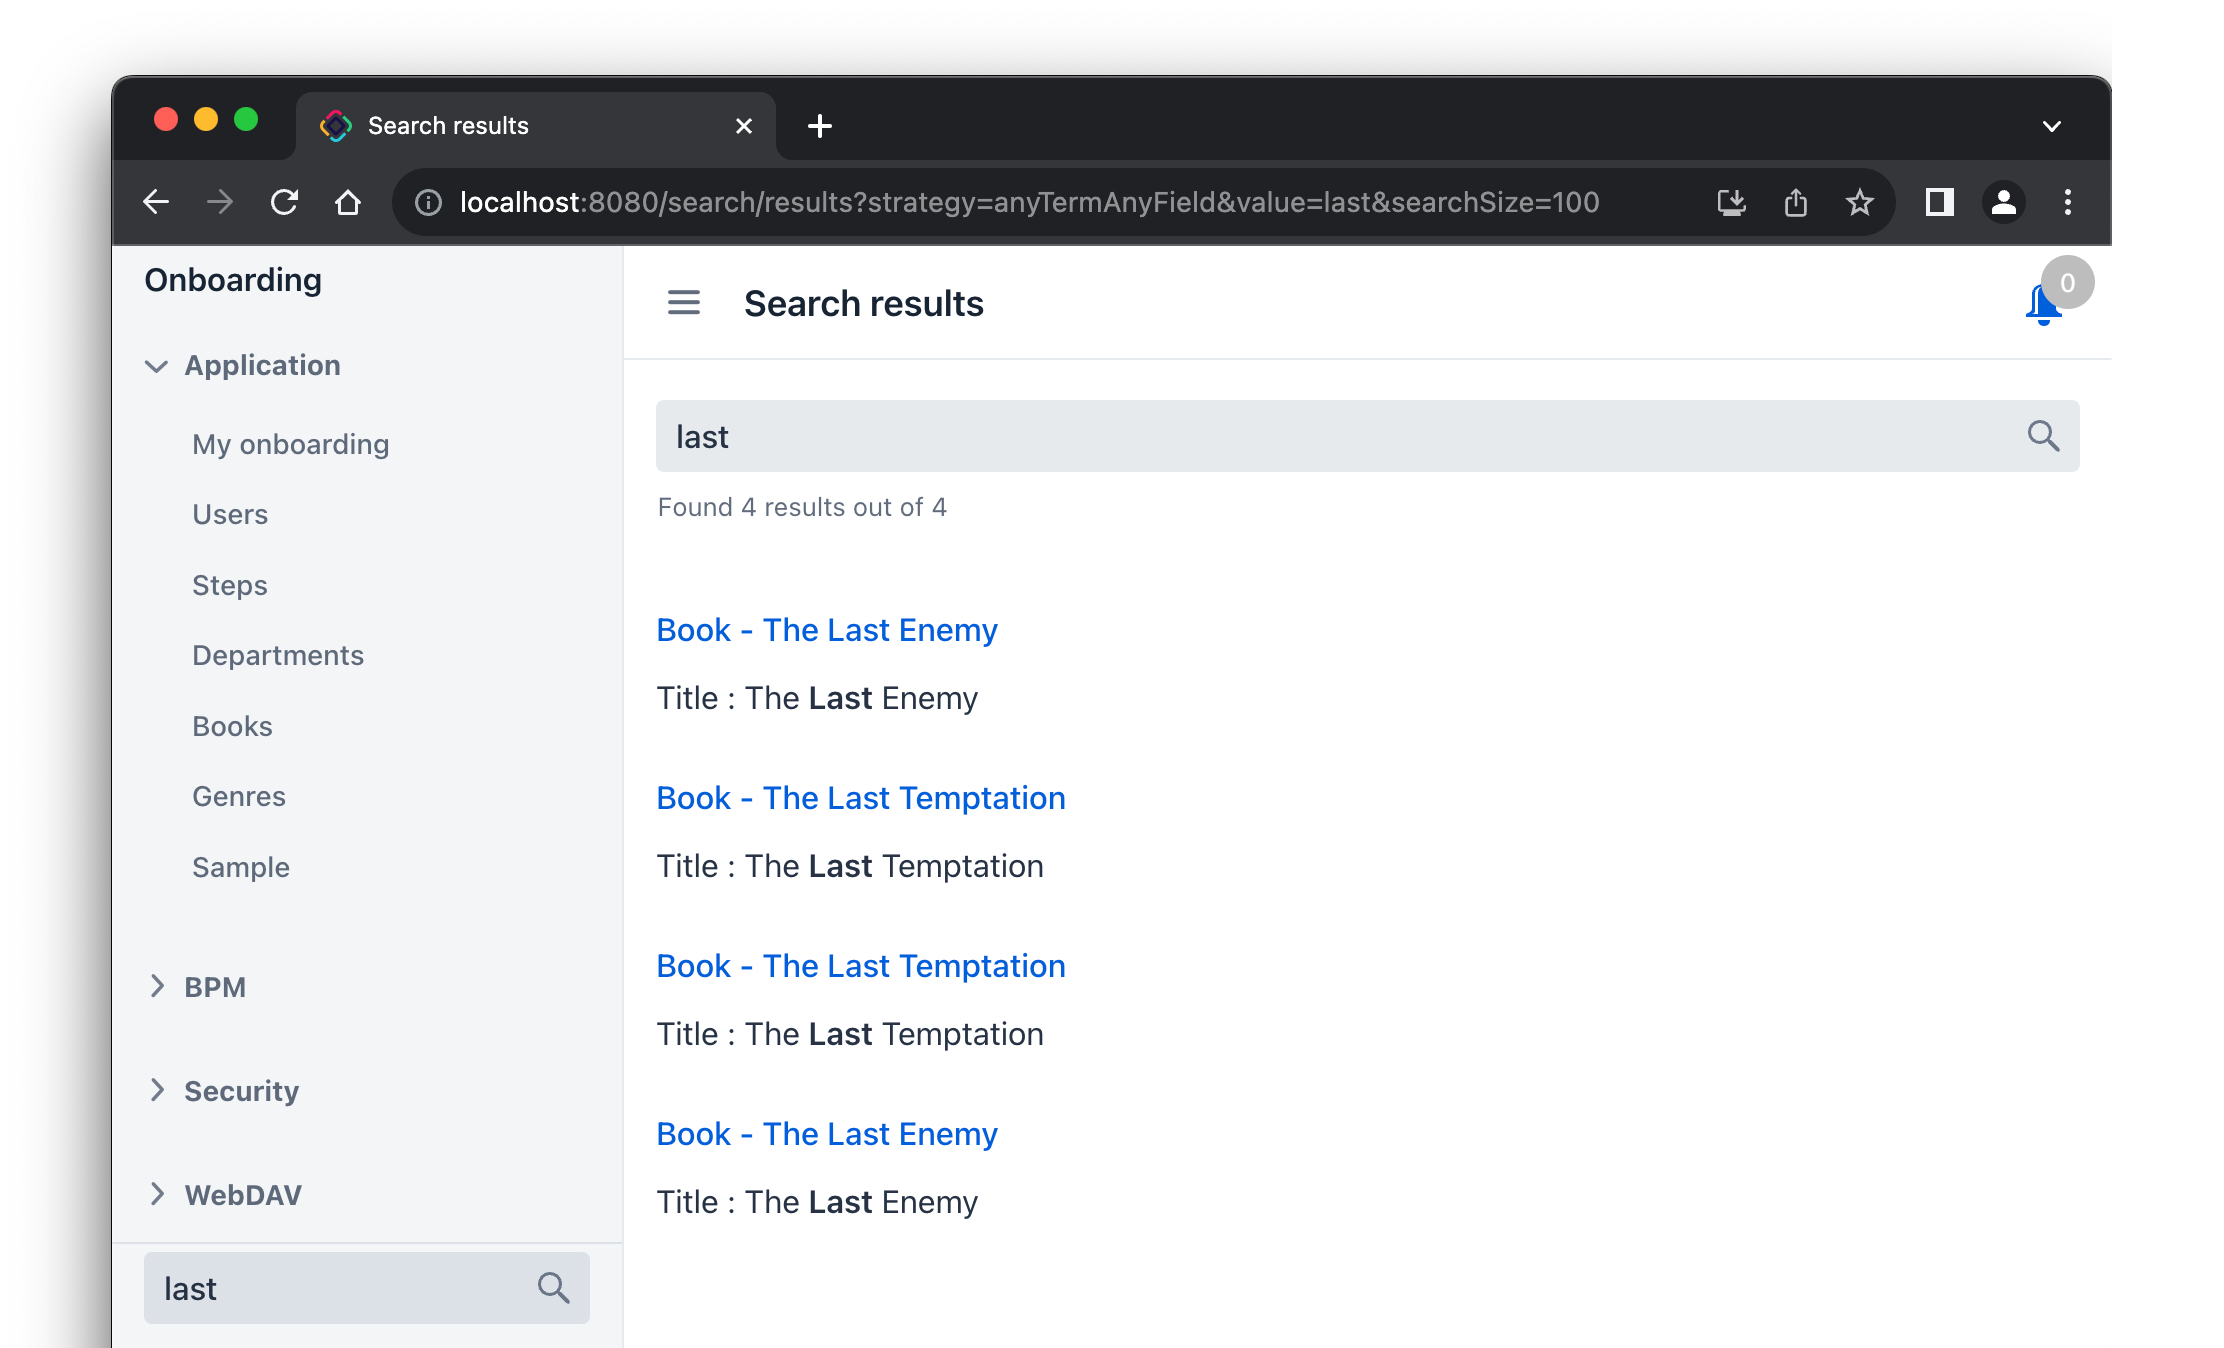 Search results
localhost:8080/search/results?strategy=anyTermAnyField&value=last&searchSize=100
Onboarding
Application
My onboarding
Users
Steps
Departments
Books
Genres
Sample
BPM
Security
WebDAV
last
Search results
0
last
Found 4 results out of 4
Book - The Last Enemy
Title : The Last Enemy
Book - The Last Temptation
Title : The Last Temptation
Book - The Last Temptation
Title : The Last Temptation
Book - The Last Enemy
Title : The Last Enemy